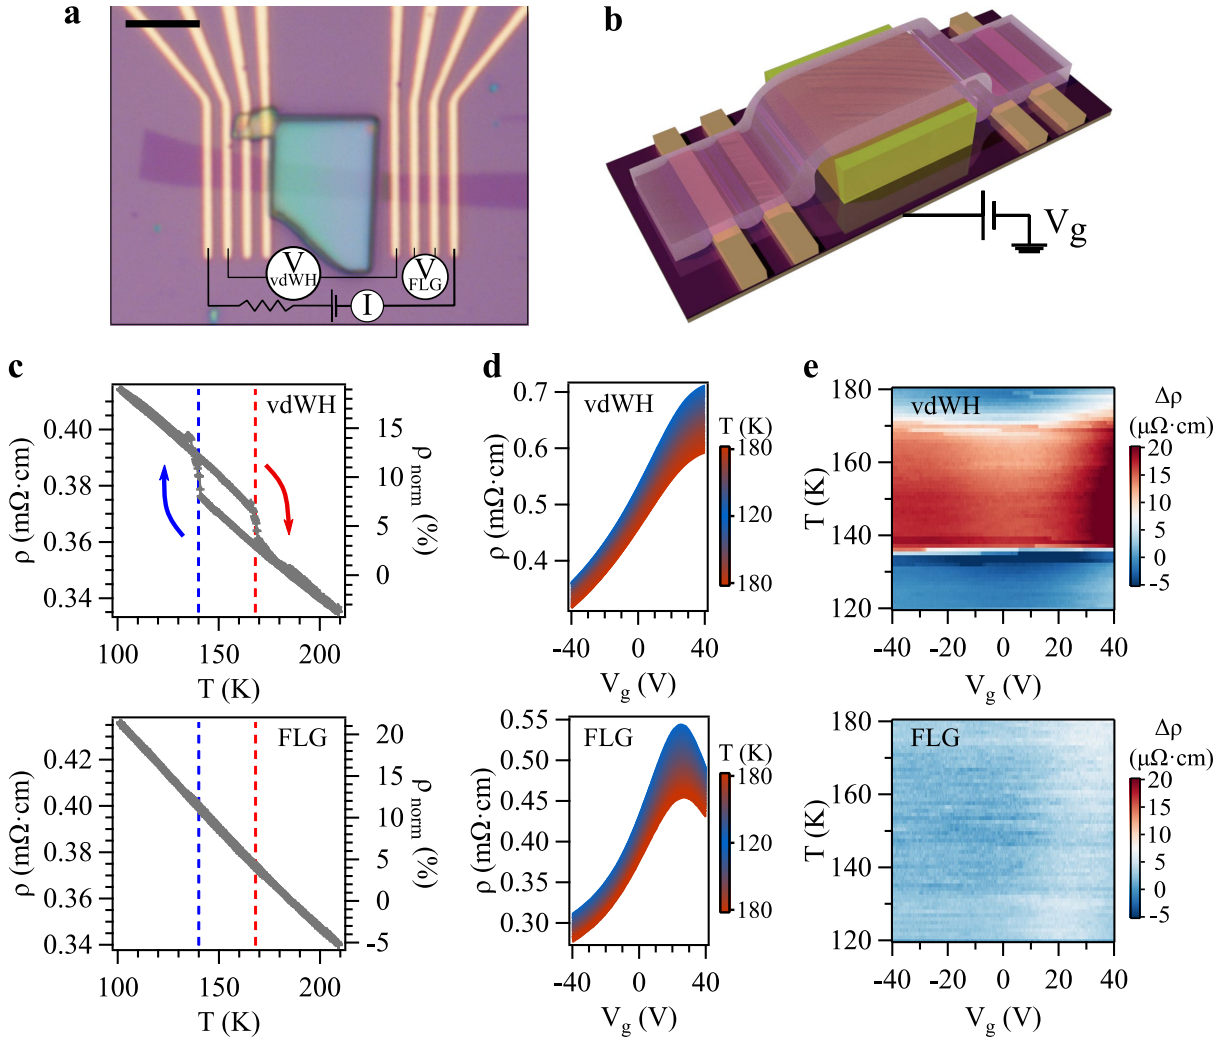 a
V
vdWH
V
FLG
I
b
Vg
c
vdWH
ρ (mΩ·cm)
0.40
0.38
0.36
0.34
15
10
5
0
ρ norm (%)
100
150
200
T (K)
FLG
ρ (mΩ·cm)
0.42
0.40
0.38
0.36
0.34
20
15
10
5
0
-5
ρ norm (%)
100
150
200
T (K)
d
vdWH
ρ (mΩ·cm)
0.7
0.6
0.5
0.4
-40
0
40
Vg (V)
T (K)
180
120
180
FLG
ρ (mΩ·cm)
0.55
0.50
0.45
0.40
0.35
0.30
-40
0
40
Vg (V)
T (K)
180
120
180
e
vdWH
T (K)
180
160
140
120
-40
-20
0
20
40
Vg (V)
Δρ
(μΩ·cm)
20
15
10
5
0
-5
FLG
T (K)
180
160
140
120
-40
-20
0
20
40
Vg (V)
Δρ
(μΩ·cm)
20
15
10
5
0
-5